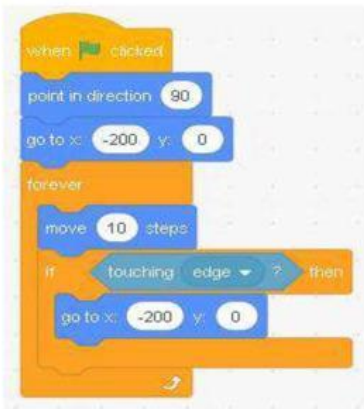 when clicked
point in direction 90
go to x: -200 y: 0
forever
move 10 steps
if touching edge ? then
go to x: -200 y: 0